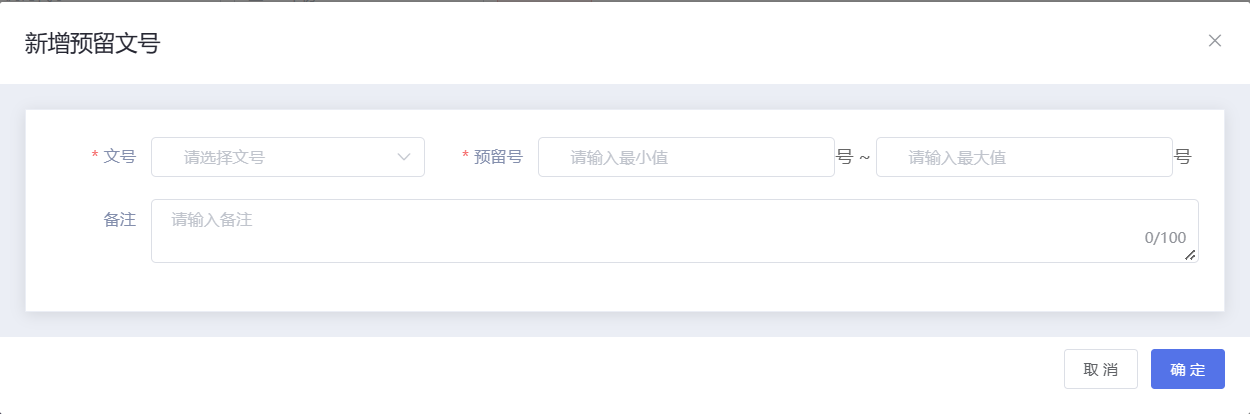 新增预留文号
* 文号 请选择文号 * 预留号 请输入最小值 号 ~ 请输入最大值 号
备注 请输入备注
0/100
取 消 确 定